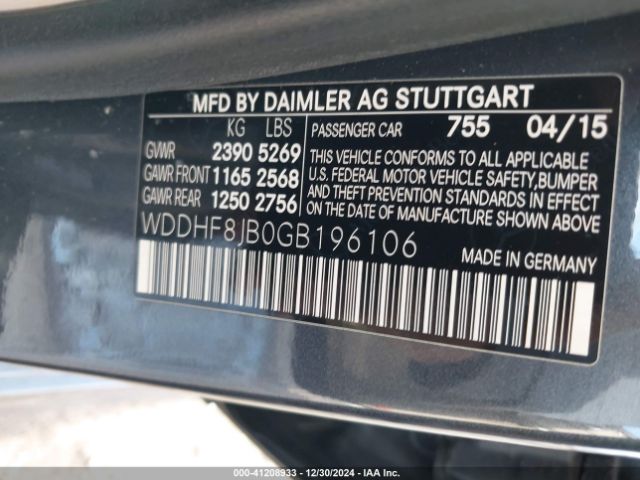 MFD BY DAIMLER AG STUTTGART
KG LBS
GVWR 2390 5269
GAWR FRONT 1165 2568
GAWR REAR 1250 2756
PASSENGER CAR 755 04/15
THIS VEHICLE CONFORMS TO ALL APPLICABLE
U.S. FEDERAL MOTOR VEHICLE SAFETY, BUMPER
AND THEFT PREVENTION STANDARDS IN EFFECT
ON THE DATE OF MANUFACTURE SHOWN ABOVE
WDDHF8JB0GB196106
MADE IN GERMANY
000-41208933 - 12/30/2024 - IAA Inc.